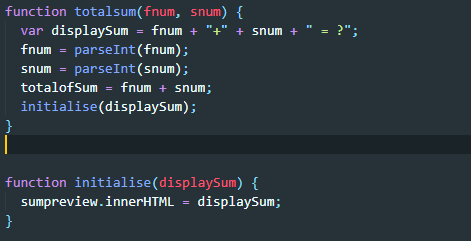 function totalsum(fnum, snum) {
  var displaySum = fnum + "+" + snum + " = ?";
  fnum = parseInt(fnum);
  snum = parseInt(snum);
  totalofSum = fnum + snum;
  initialise(displaySum);
}
function initialise(displaySum) {
  sumpreview.innerHTML = displaySum;
}